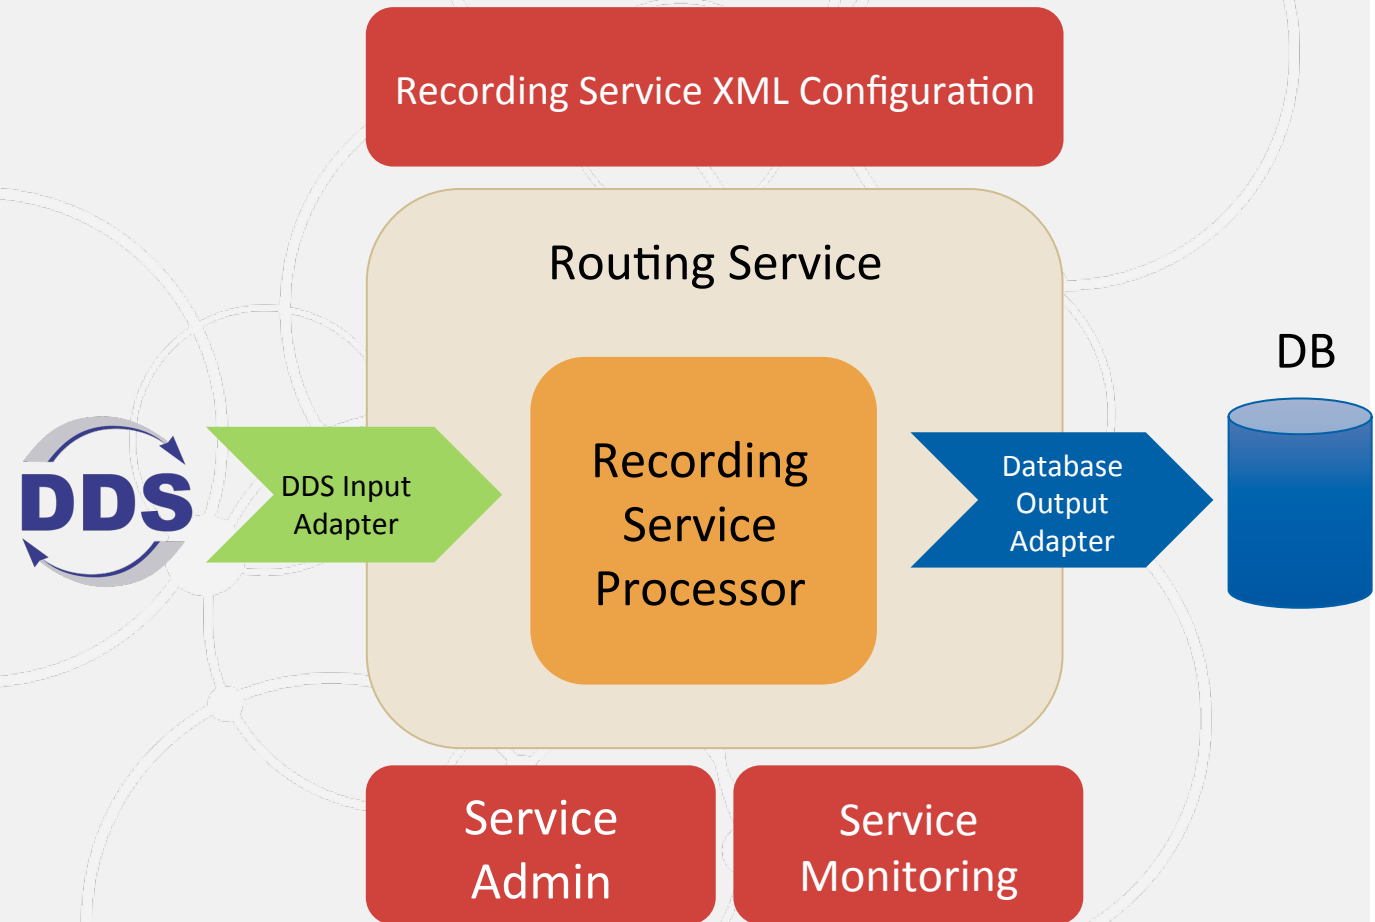 Recording Service XML Configuration
Routing Service
DB
DDS
DDS Input
Adapter
Recording
Service
Processor
Database
Output
Adapter
Service
Admin
Service
Monitoring